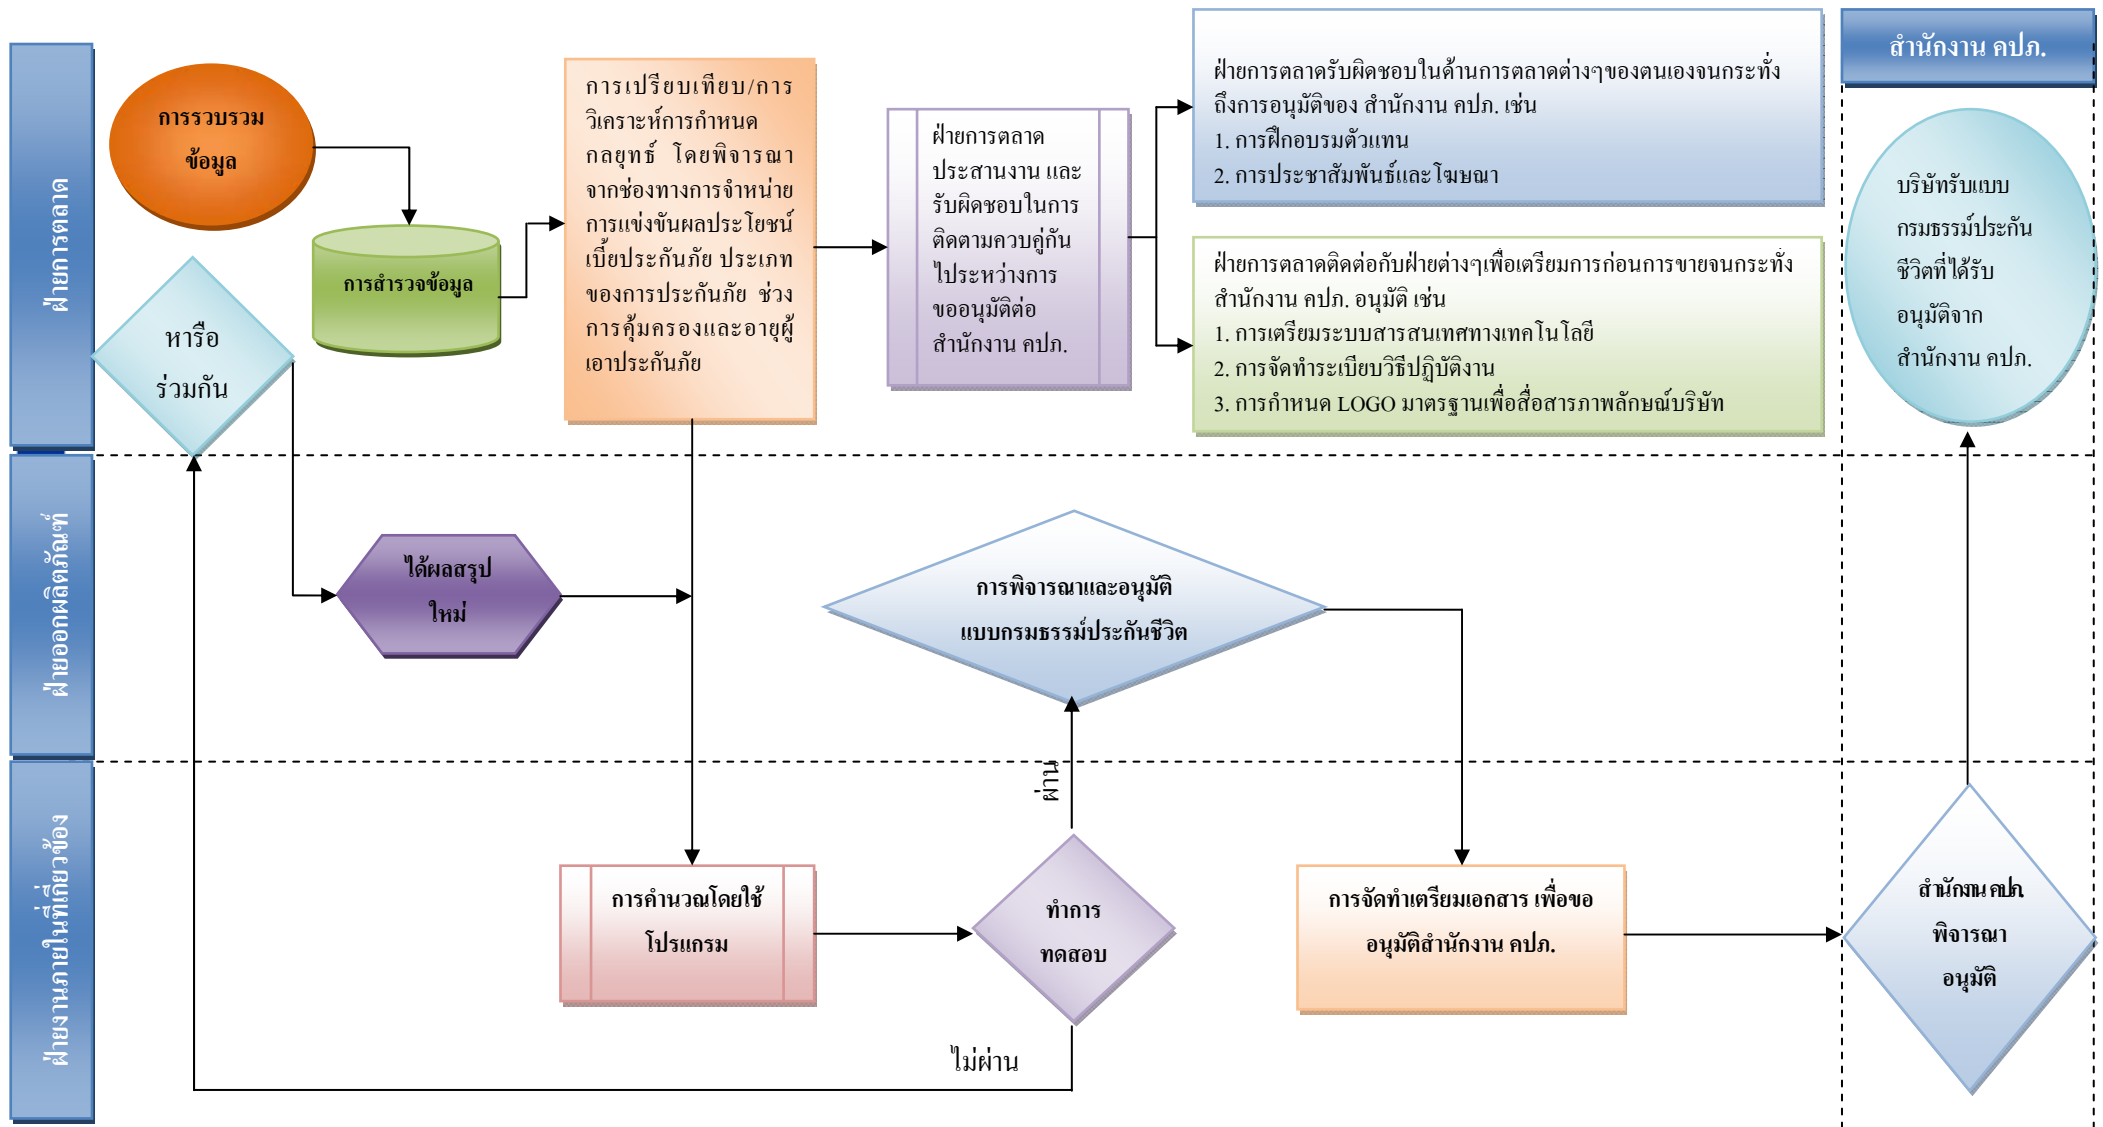 สำนักงาน คปภ.
ฝ่ายการตลาด
การรวบรวม
ข้อมูล
การสำรวจข้อมูล
หารือ
ร่วมกัน
การเปรียบเทียบ/การ
วิเคราะห์การกำหนด
กลยุทธ์ โดยพิจารณา
จากช่องทางการจำหน่าย
การแข่งขันผลประโยชน์
เบี้ยประกันภัย ประเภท
ของการประกันภัย ช่วง
การคุ้มครองและอายุผู้
เอาประกันภัย
ฝ่ายการตลาด
ประสานงาน และ
รับผิดชอบในการ
ติดตามควบคู่กัน
ไประหว่างการ
ขออนุมัติต่อ
สำนักงาน คปภ.
ฝ่ายการตลาดรับผิดชอบในด้านการตลาดต่างๆของตนเองจนกระทั่ง
ถึงการอนุมัติของ สำนักงาน คปภ. เช่น
1. การฝึกอบรมตัวแทน
2. การประชาสัมพันธ์และโฆษณา
ฝ่ายการตลาดติดต่อกับฝ่ายต่างๆเพื่อเตรียมการก่อนการขายจนกระทั่ง
สำนักงาน คปภ. อนุมัติ เช่น
1. การเตรียมระบบสารสนเทศทางเทคโนโลยี
2. การจัดทำระเบียบวิธีปฏิบัติงาน
3. การกำหนด LOGO มาตรฐานเพื่อสื่อสารภาพลักษณ์บริษัท
บริษัทรับแบบ
กรมธรรม์ประกัน
ชีวิตที่ได้รับ
อนุมัติจาก
สำนักงาน คปภ.
ฝ่ายออกแบบผลิตภัณฑ์
ได้ผลสรุป
ใหม่
การพิจารณาและอนุมัติ
แบบกรมธรรม์ประกันชีวิต
ฝ่ายงานภายในที่เกี่ยวข้อง
การคำนวณโดยใช้
โปรแกรม
ผ่าน
ทำการ
ทดสอบ
ไม่ผ่าน
การจัดทำเตรียมเอกสาร เพื่อขอ
อนุมัติสำนักงาน คปภ.
สำนักงาน คปภ.
พิจารณา
อนุมัติ